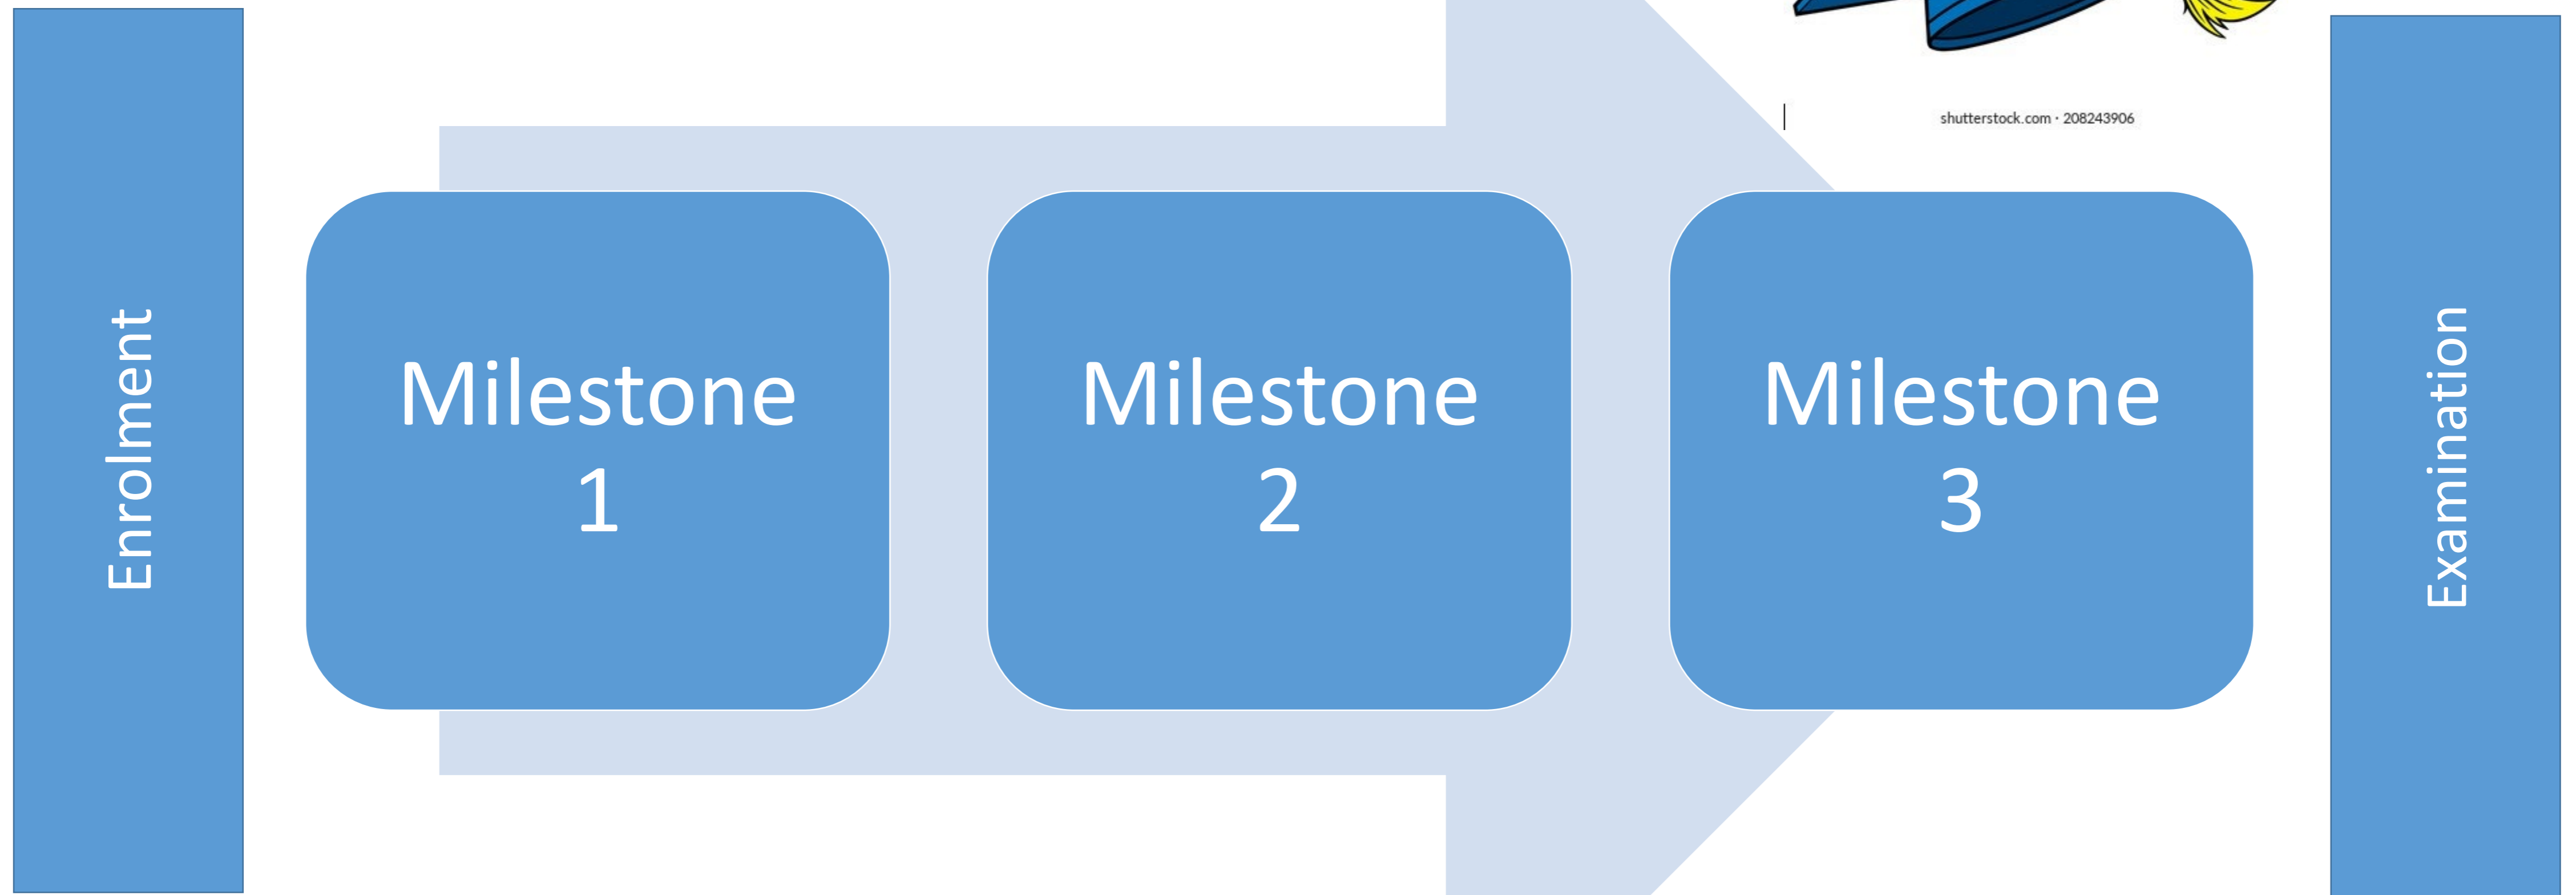 shutterstock.com · 208243906
Enrolment
Milestone
1
Milestone
2
Milestone
3
Examination